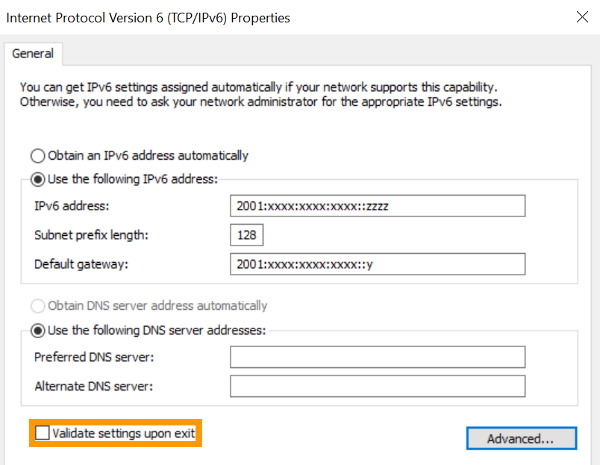 Internet Protocol Version 6 (TCP/IPv6) Properties
General
You can get IPv6 settings assigned automatically if your network supports this capability.
Otherwise, you need to ask your network administrator for the appropriate IPv6 settings.
Obtain an IPv6 address automatically
Use the following IPv6 address:
IPv6 address: 2001:xxxx:xxxx:xxxx::zzzz
Subnet prefix length: 128
Default gateway: 2001:xxxx:xxxx:xxxx::y
Obtain DNS server address automatically
Use the following DNS server addresses:
Preferred DNS server:
Alternate DNS server:
Validate settings upon exit
Advanced...